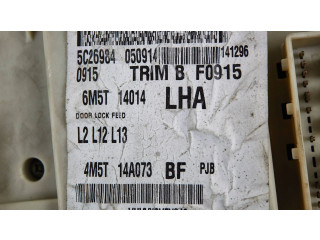 5C26984 050914 141296
0915 TRIM B F0915
6M5T 14014 LHA
DOOR LOCK FEED
L2 L12 L13
4M5T 14A073 BF PJB